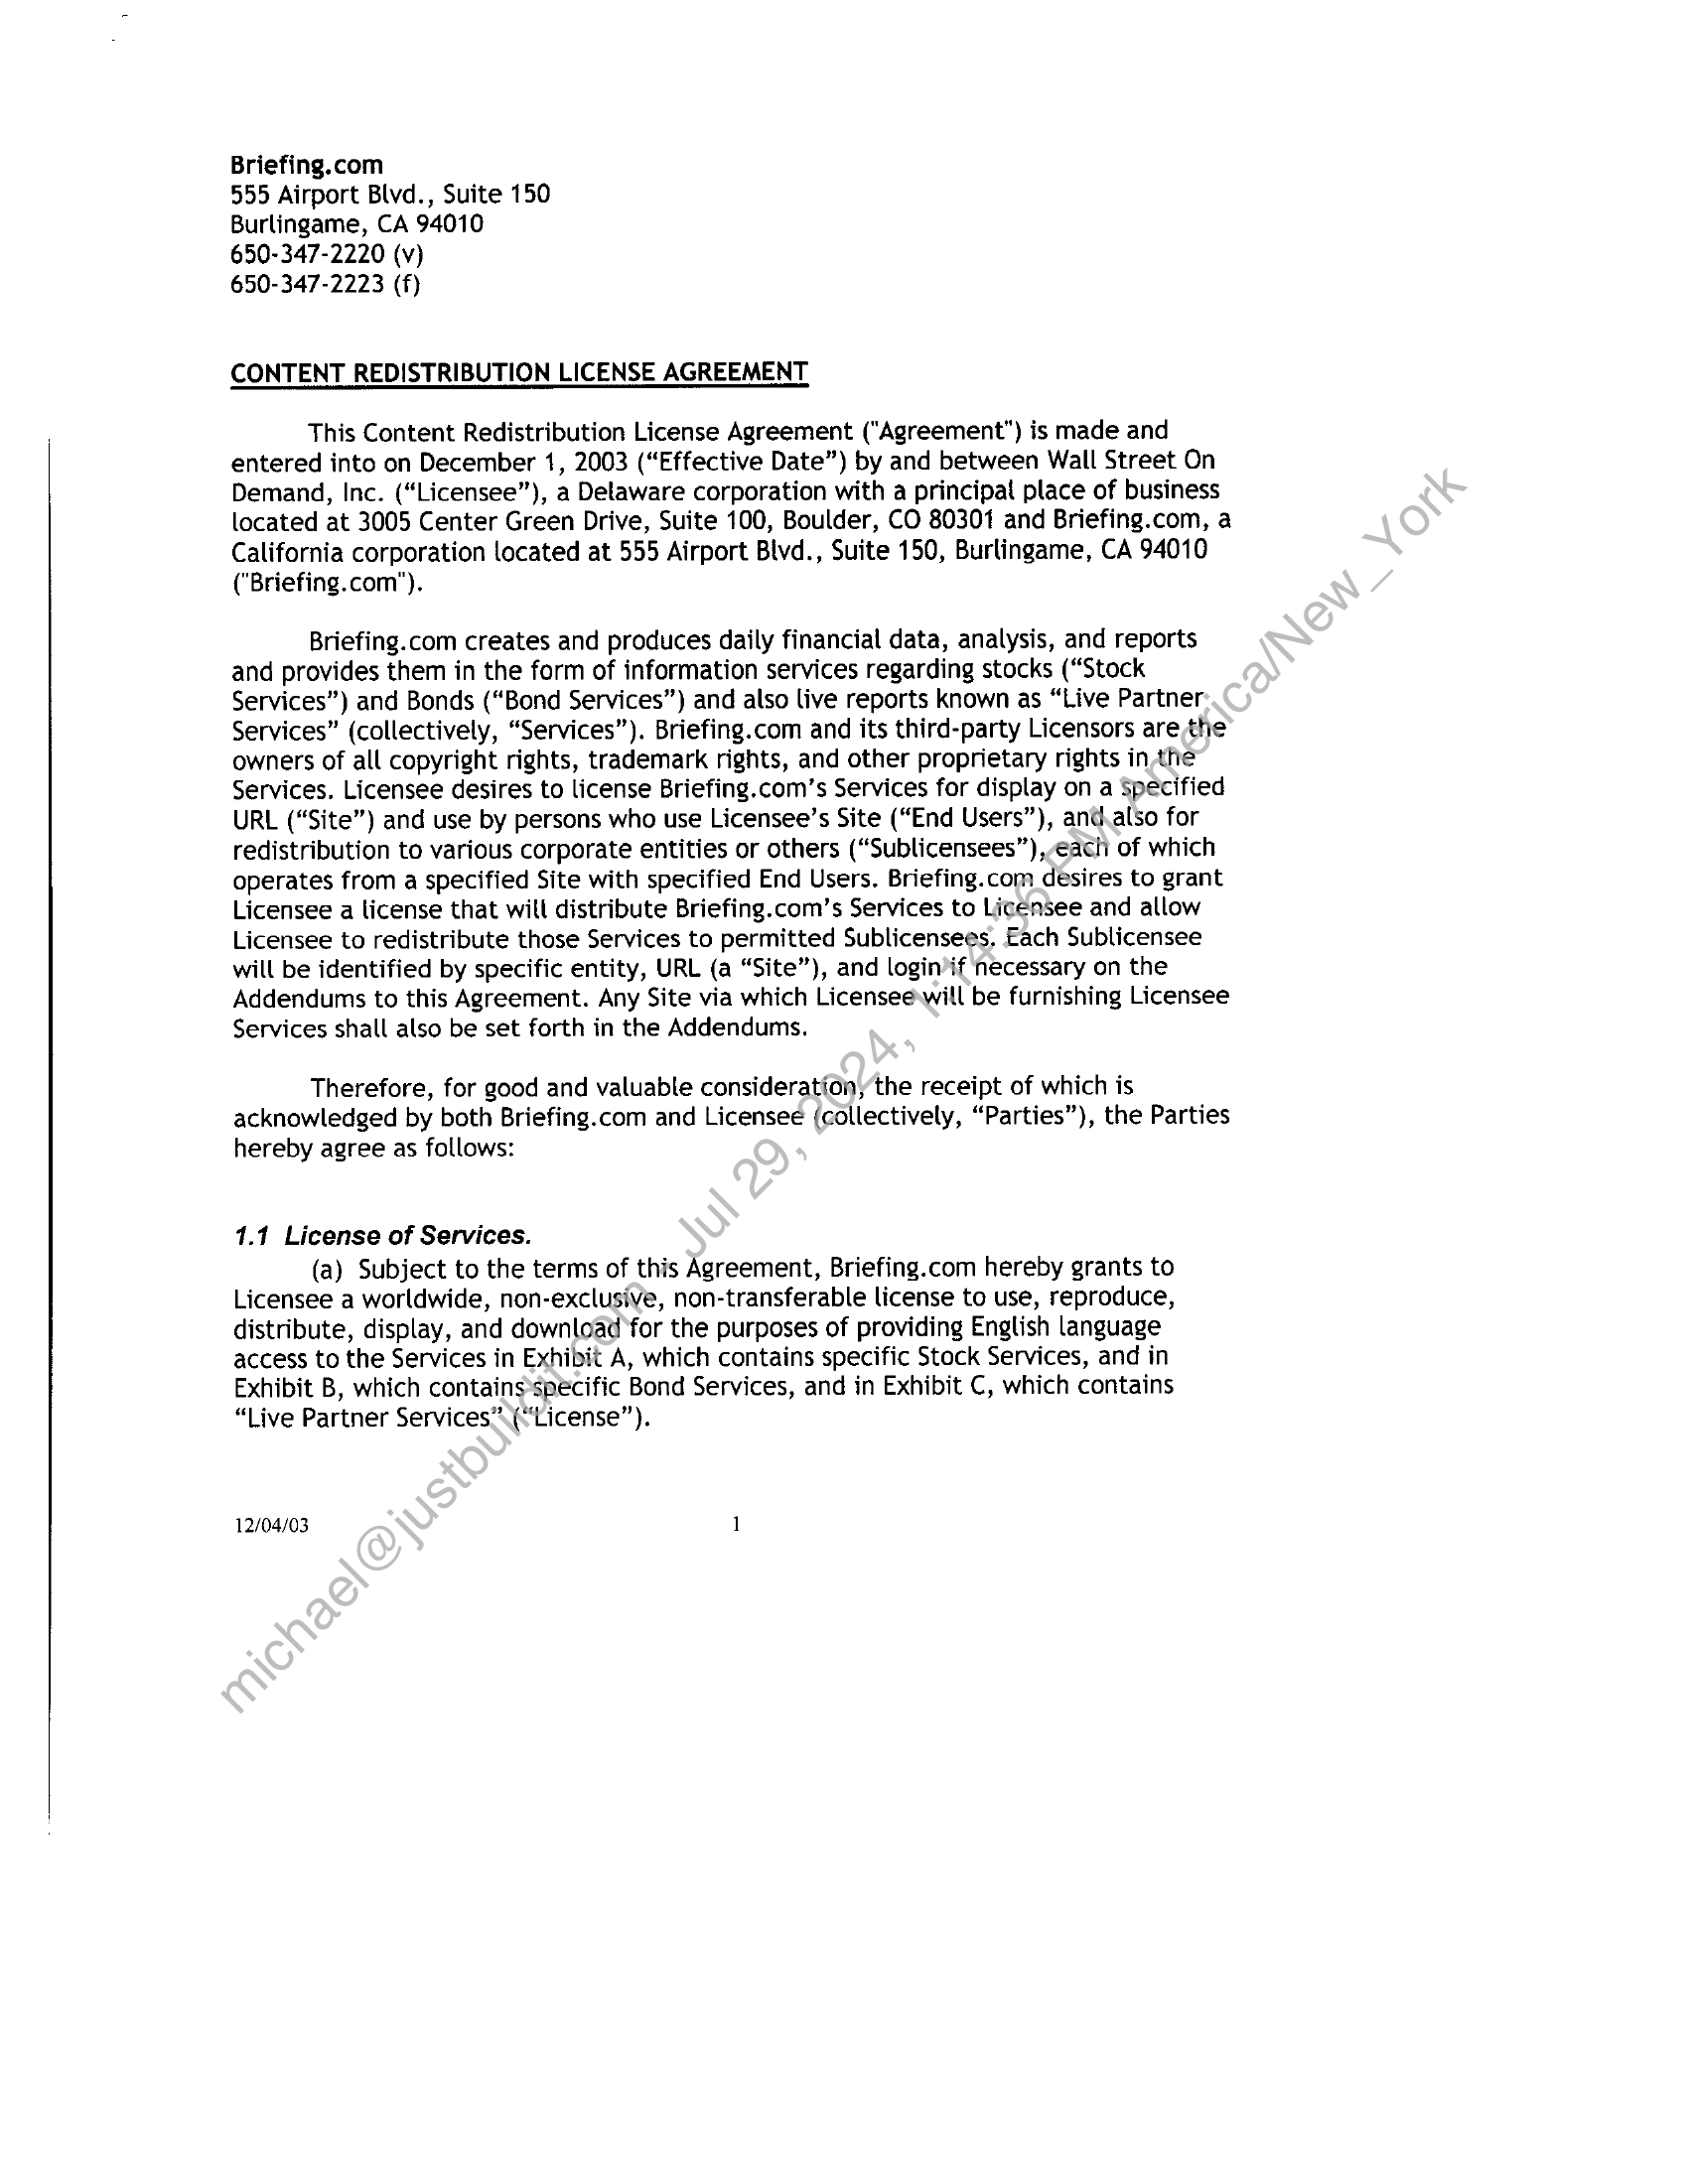 Briefing.com
555 Airport Blvd., Suite 150
Burlingame, CA 94010
650-347-2220 (v)
650-347-2223 (f)
CONTENT REDISTRIBUTION LICENSE AGREEMENT
This Content Redistribution License Agreement ("Agreement") is made and
entered into on December 1, 2003 (“Effective Date”) by and between Wall Street On
Demand, Inc. (“Licensee”), a Delaware corporation with a principal place of business
located at 3005 Center Green Drive, Suite 100, Boulder, CO 80301 and Briefing.com, a
California corporation located at 555 Airport Blvd., Suite 150, Burlingame, CA 94010
("Briefing.com").
Briefing.com creates and produces daily financial data, analysis, and reports
and provides them in the form of information services regarding stocks (“Stock
Services”) and Bonds (“Bond Services”) and also live reports known as “Live Partner
Services” (collectively, “Services”). Briefing.com and its third-party Licensors are the
owners of all copyright rights, trademark rights, and other proprietary rights in the
Services. Licensee desires to license Briefing.com’s Services for display on a specified
URL (“Site”) and use by persons who use Licensee’s Site (“End Users”), and also for
redistribution to various corporate entities or others (“Sublicensees”), each of which
operates from a specified Site with specified End Users. Briefing.com desires to grant
Licensee a license that will distribute Briefing.com’s Services to Licensee and allow
Licensee to redistribute those Services to permitted Sublicensees. Each Sublicensee
will be identified by specific entity, URL (a “Site”), and login if necessary on the
Addendums to this Agreement. Any Site via which Licensee will be furnishing Licensee
Services shall also be set forth in the Addendums.
Therefore, for good and valuable consideration, the receipt of which is
acknowledged by both Briefing.com and Licensee (collectively, “Parties”), the Parties
hereby agree as follows:
1.1 License of Services.
(a) Subject to the terms of this Agreement, Briefing.com hereby grants to
Licensee a worldwide, non-exclusive, non-transferable license to use, reproduce,
distribute, display, and download for the purposes of providing English language
access to the Services in Exhibit A, which contains specific Stock Services, and in
Exhibit B, which contains specific Bond Services, and in Exhibit C, which contains
“Live Partner Services” (“License”).
12/04/03 1
michael@justbuildit.com - Jul 29, 2024, 1:14:36 PM America/New_York